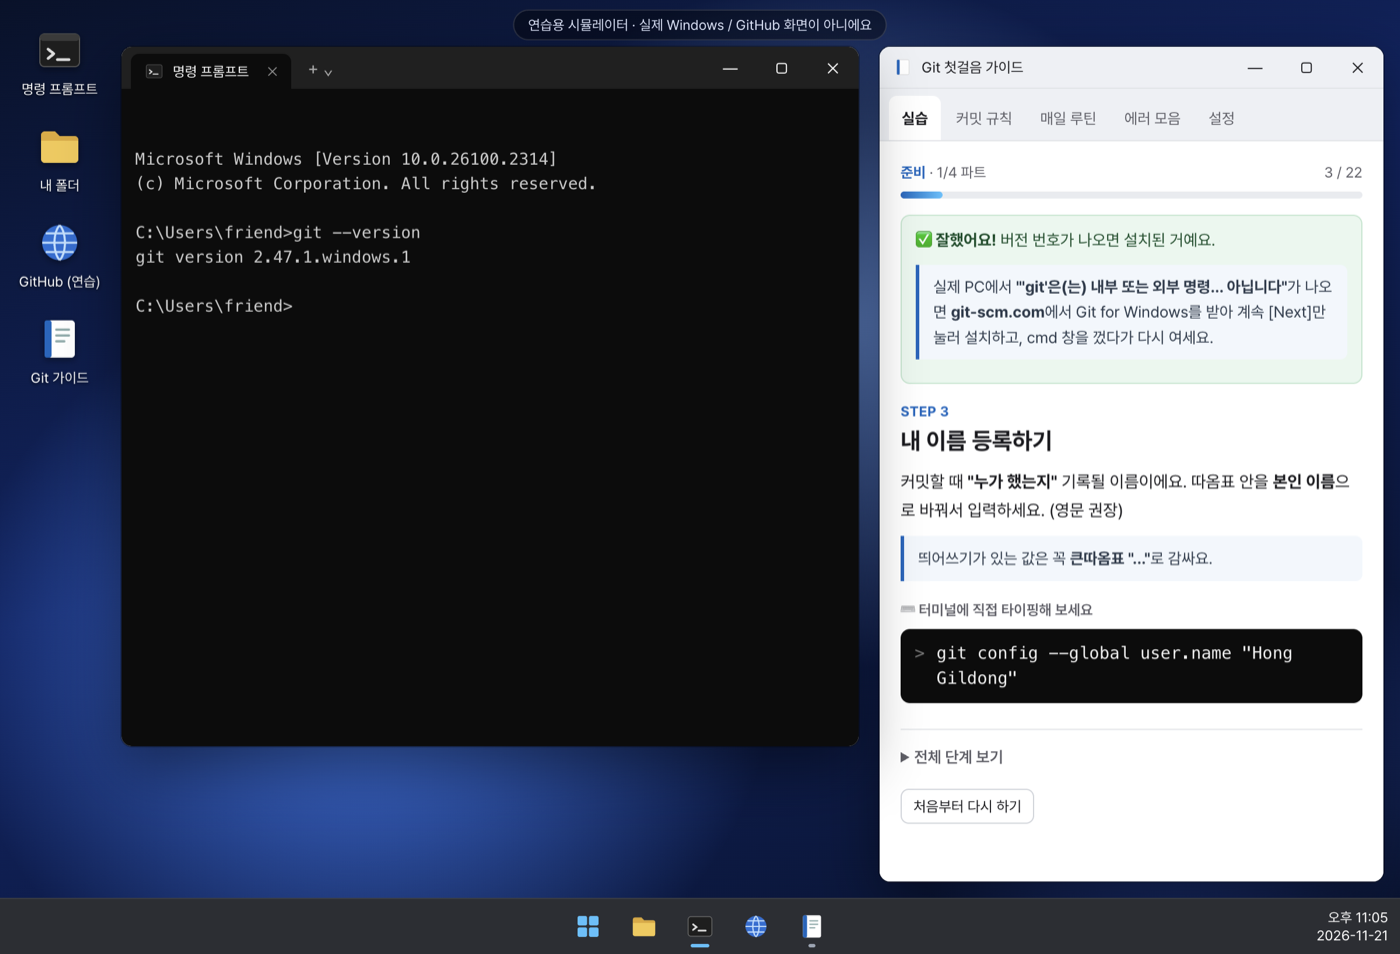 연습용 시뮬레이터 · 실제 Windows / GitHub 화면이 아니에요
명령 프롬프트
내 폴더
GitHub (연습)
Git 가이드
명령 프롬프트
Microsoft Windows [Version 10.0.26100.2314]
(c) Microsoft Corporation. All rights reserved.
C:\Users\friend>git --version
git version 2.47.1.windows.1
C:\Users\friend>
Git 첫걸음 가이드
실습 커밋 규칙 매일 루틴 에러 모음 설정
준비 · 1/4 파트 3 / 22
✅ 잘했어요! 버전 번호가 나오면 설치된 거예요.
실제 PC에서 "'git'은(는) 내부 또는 외부 명령... 아닙니다"가 나오
면 git-scm.com에서 Git for Windows를 받아 계속 [Next]만
눌러 설치하고, cmd 창을 껐다가 다시 여세요.
STEP 3
내 이름 등록하기
커밋할 때 "누가 했는지" 기록될 이름이에요. 따옴표 안을 본인 이름으
로 바꿔서 입력하세요. (영문 권장)
띄어쓰기가 있는 값은 꼭 큰따옴표 "..."로 감싸요.
⌨️ 터미널에 직접 타이핑해 보세요
> git config --global user.name "Hong
Gildong"
▶ 전체 단계 보기
처음부터 다시 하기
오후 11:05
2026-11-21